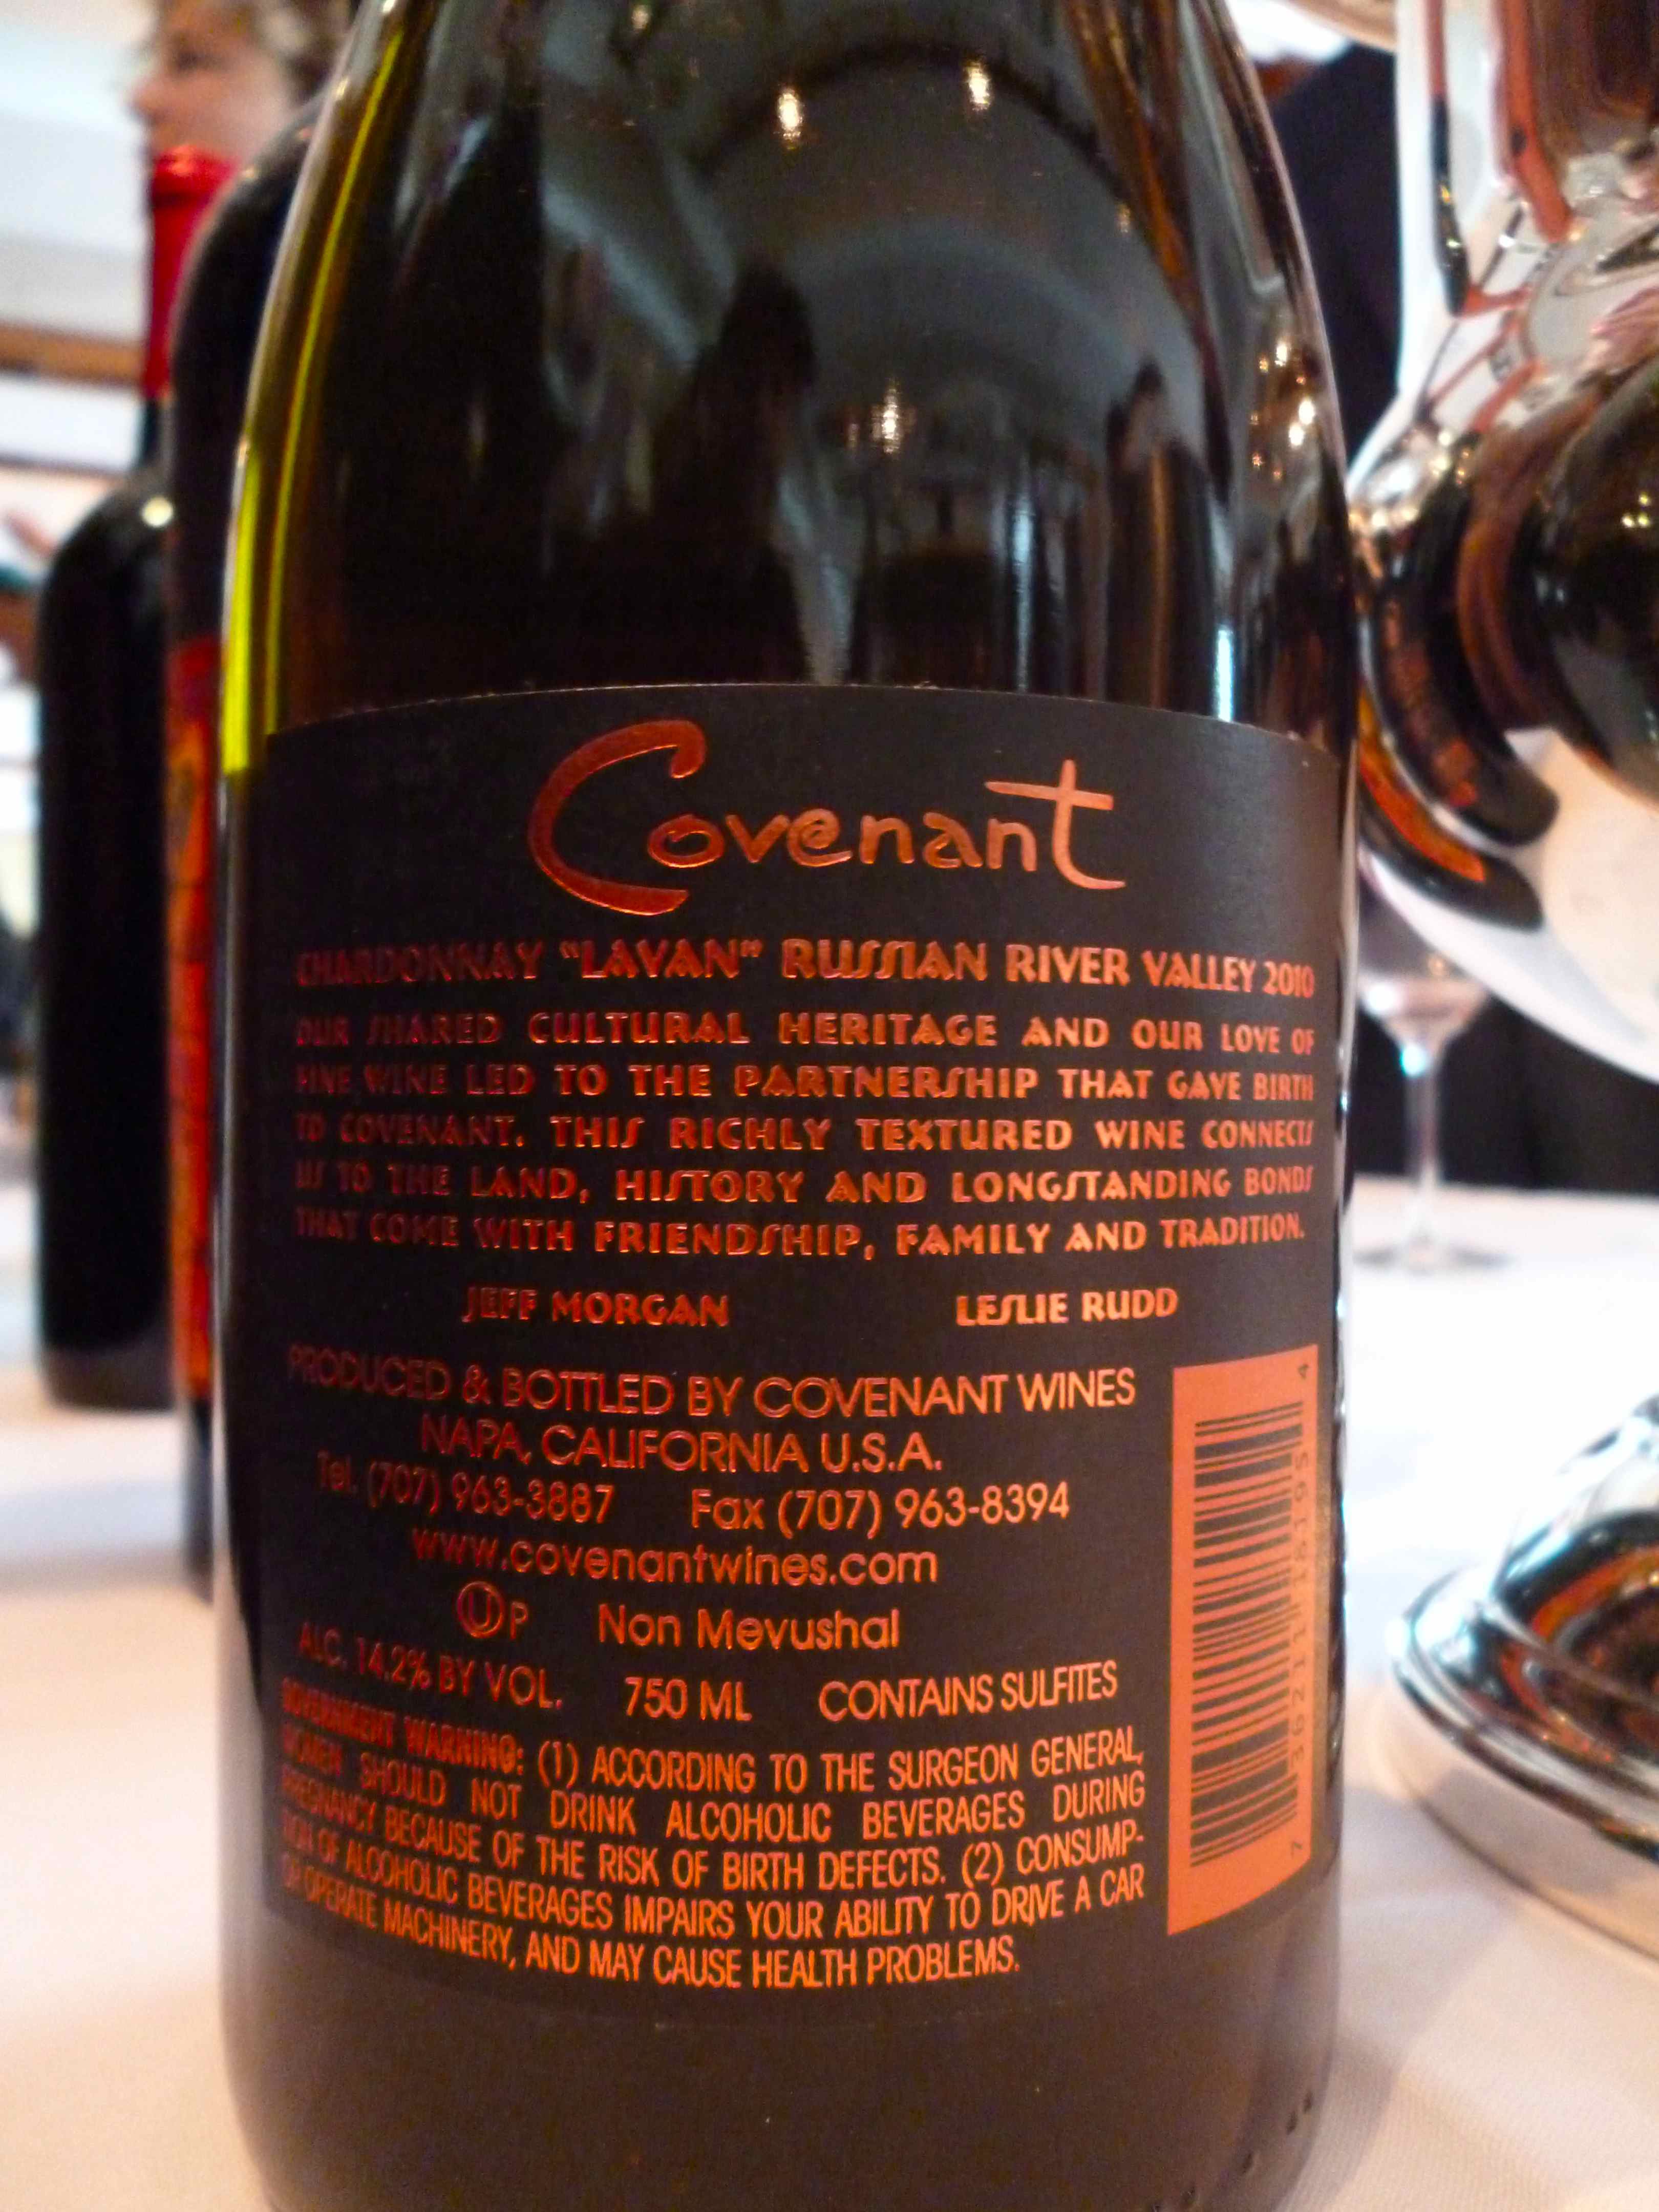 Covenant
CHARDONNAY "LAVAN" RUSSIAN RIVER VALLEY 2010
OUR SHARED CULTURAL HERITAGE AND OUR LOVE OF
FINE WINE LED TO THE PARTNERSHIP THAT GAVE BIRTH
TO COVENANT. THIS RICHLY TEXTURED WINE CONNECTS
US TO THE LAND, HISTORY AND LONGSTANDING BONDS
THAT COME WITH FRIENDSHIP, FAMILY AND TRADITION.
JEFF MORGAN LESLIE RUDD
PRODUCED & BOTTLED BY COVENANT WINES
NAPA, CALIFORNIA U.S.A.
Tel. (707) 963-3887 Fax (707) 963-8394
www.covenantwines.com
Ⓤ P Non Mevushal
ALC. 14.2% BY VOL. 750 ML CONTAINS SULFITES
GOVERNMENT WARNING: (1) ACCORDING TO THE SURGEON GENERAL,
WOMEN SHOULD NOT DRINK ALCOHOLIC BEVERAGES DURING
PREGNANCY BECAUSE OF THE RISK OF BIRTH DEFECTS. (2) CONSUMP-
TION OF ALCOHOLIC BEVERAGES IMPAIRS YOUR ABILITY TO DRIVE A CAR
OR OPERATE MACHINERY, AND MAY CAUSE HEALTH PROBLEMS.